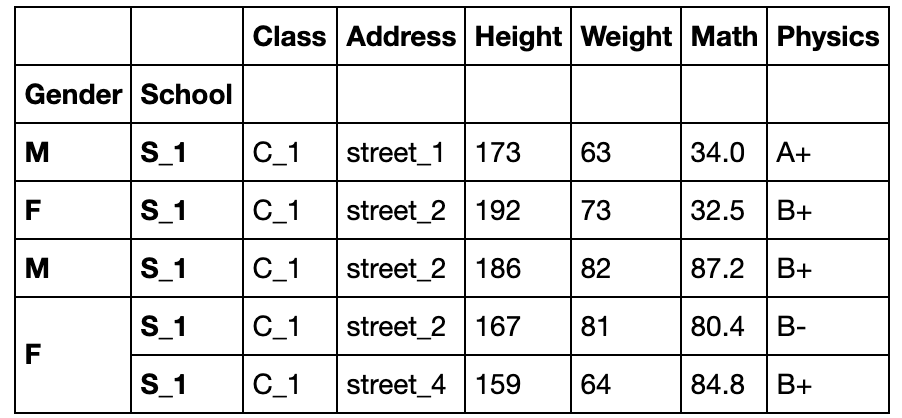 Class Address Height Weight Math Physics
Gender School
M S_1 C_1 street_1 173 63 34.0 A+
F S_1 C_1 street_2 192 73 32.5 B+
M S_1 C_1 street_2 186 82 87.2 B+
F S_1 C_1 street_2 167 81 80.4 B-
S_1 C_1 street_4 159 64 84.8 B+